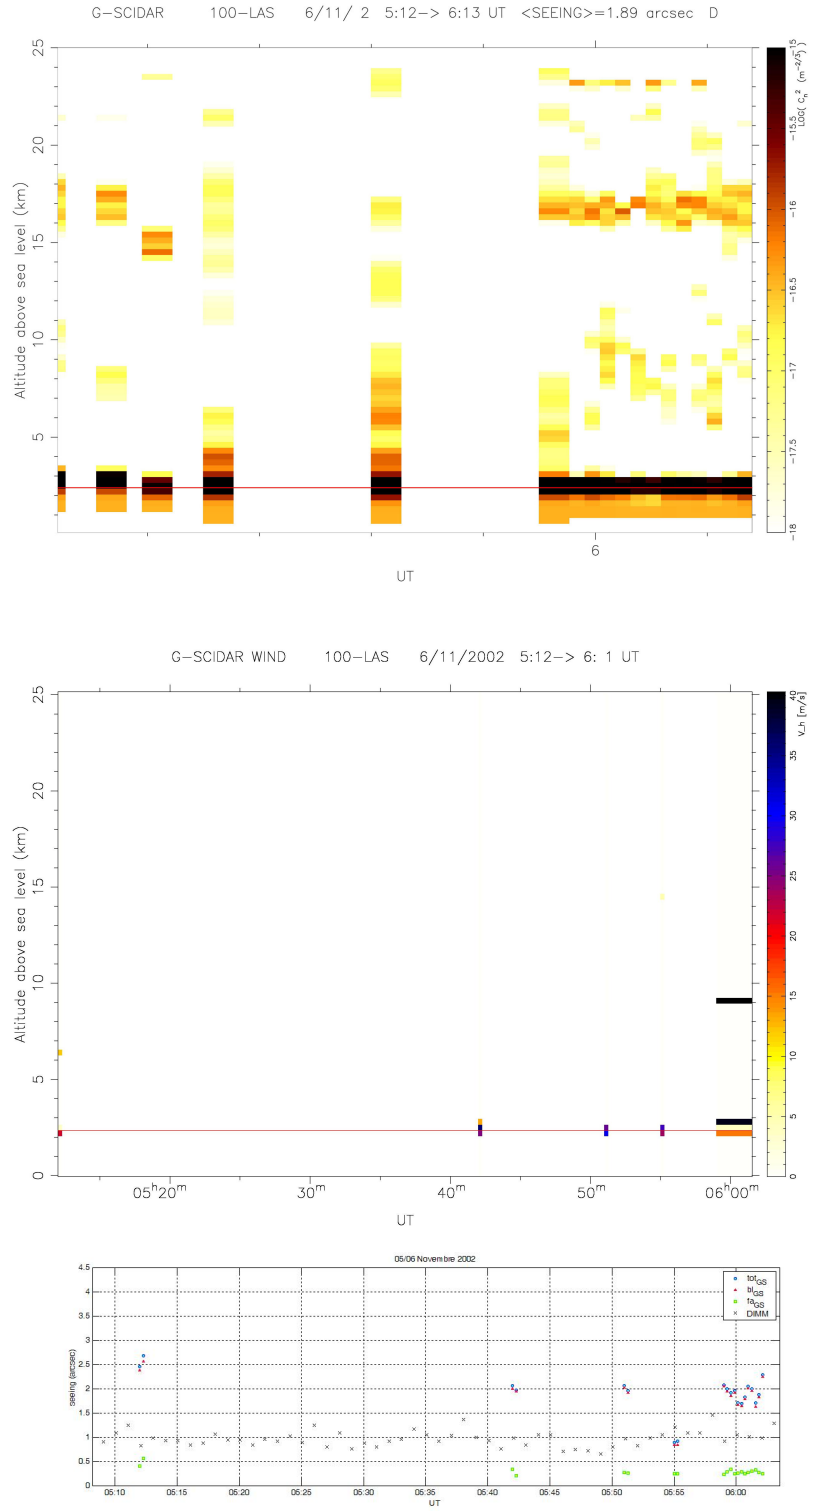 G-SCIDAR 100-LAS 6/11/ 2 5:12-> 6:13 UT <SEEING>=1.89 arcsec D
25
20
15
10
5
Altitude above sea level (km)
6
UT
-15
-15.5
-16
-16.5
-17
-17.5
-18
LOG( C_n^2 (m^-2/3) )
G-SCIDAR WIND 100-LAS 6/11/2002 5:12-> 6: 1 UT
25
20
15
10
5
0
Altitude above sea level (km)
05h20m 30m 40m 50m 06h00m
UT
40
35
30
25
20
15
10
5
0
V_h [m/s]
05/06 Novembre 2002
4.5
4
3.5
3
2.5
2
1.5
1
0.5
0
seeing (arcsec)
tot_GS
bl_GS
fa_GS
DIMM
05:10 05:15 05:20 05:25 05:30 05:35 05:40 05:45 05:50 05:55 06:00
UT